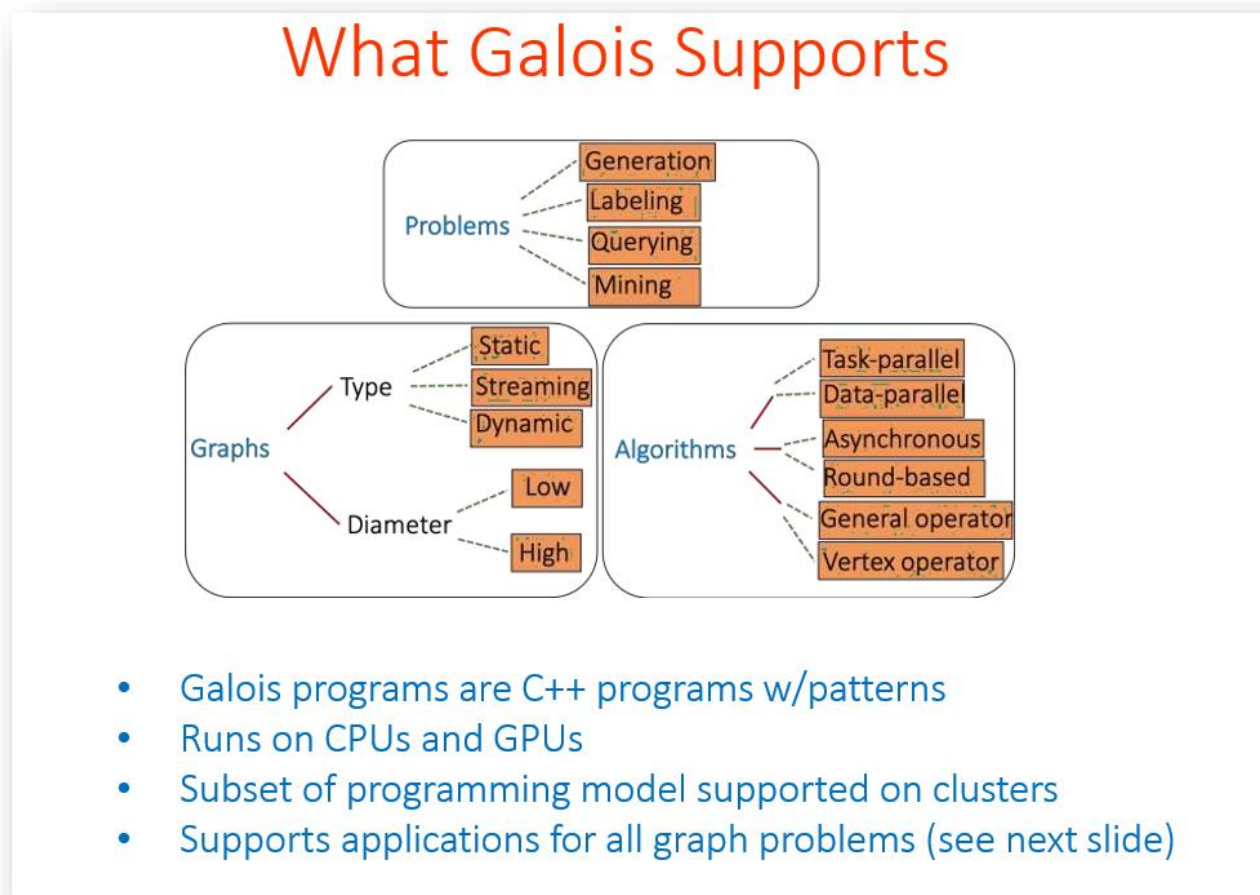 What Galois Supports
Problems
Generation
Labeling
Querying
Mining
Graphs
Type
Static
Streaming
Dynamic
Diameter
Low
High
Algorithms
Task-parallel
Data-parallel
Asynchronous
Round-based
General operator
Vertex operator
• Galois programs are C++ programs w/patterns
• Runs on CPUs and GPUs
• Subset of programming model supported on clusters
• Supports applications for all graph problems (see next slide)